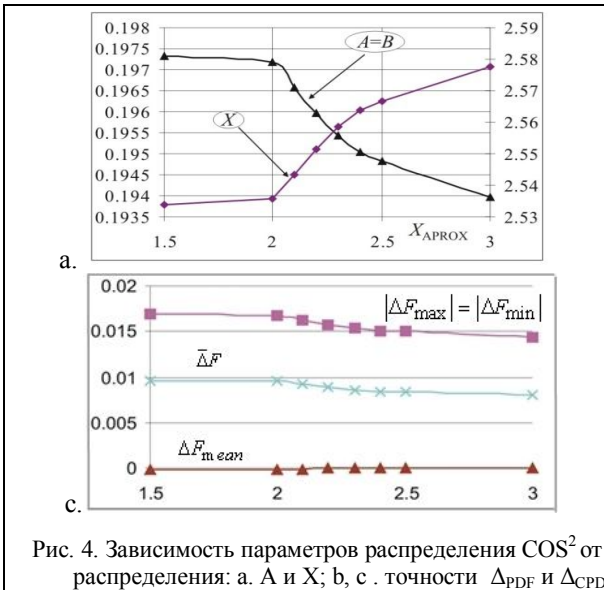 0.198 2.59
0.1975 A=B 2.58
0.197 2.57
0.1965 2.56
0.196 X 2.55
0.1955 2.54
0.195 2.53
0.1945
0.194
0.1935
1.5 2 2.5 X_APROX 3
a.
0.02
0.015 |ΔF_max| = |ΔF_min|
0.01 Δ̄F
0.005
0 ΔF_mean
1.5 2 2.5 3
c.
Рис. 4. Зависимость параметров распределения COS² от
распределения: a. A и X; b, c . точности Δ_PDF и Δ_CPD